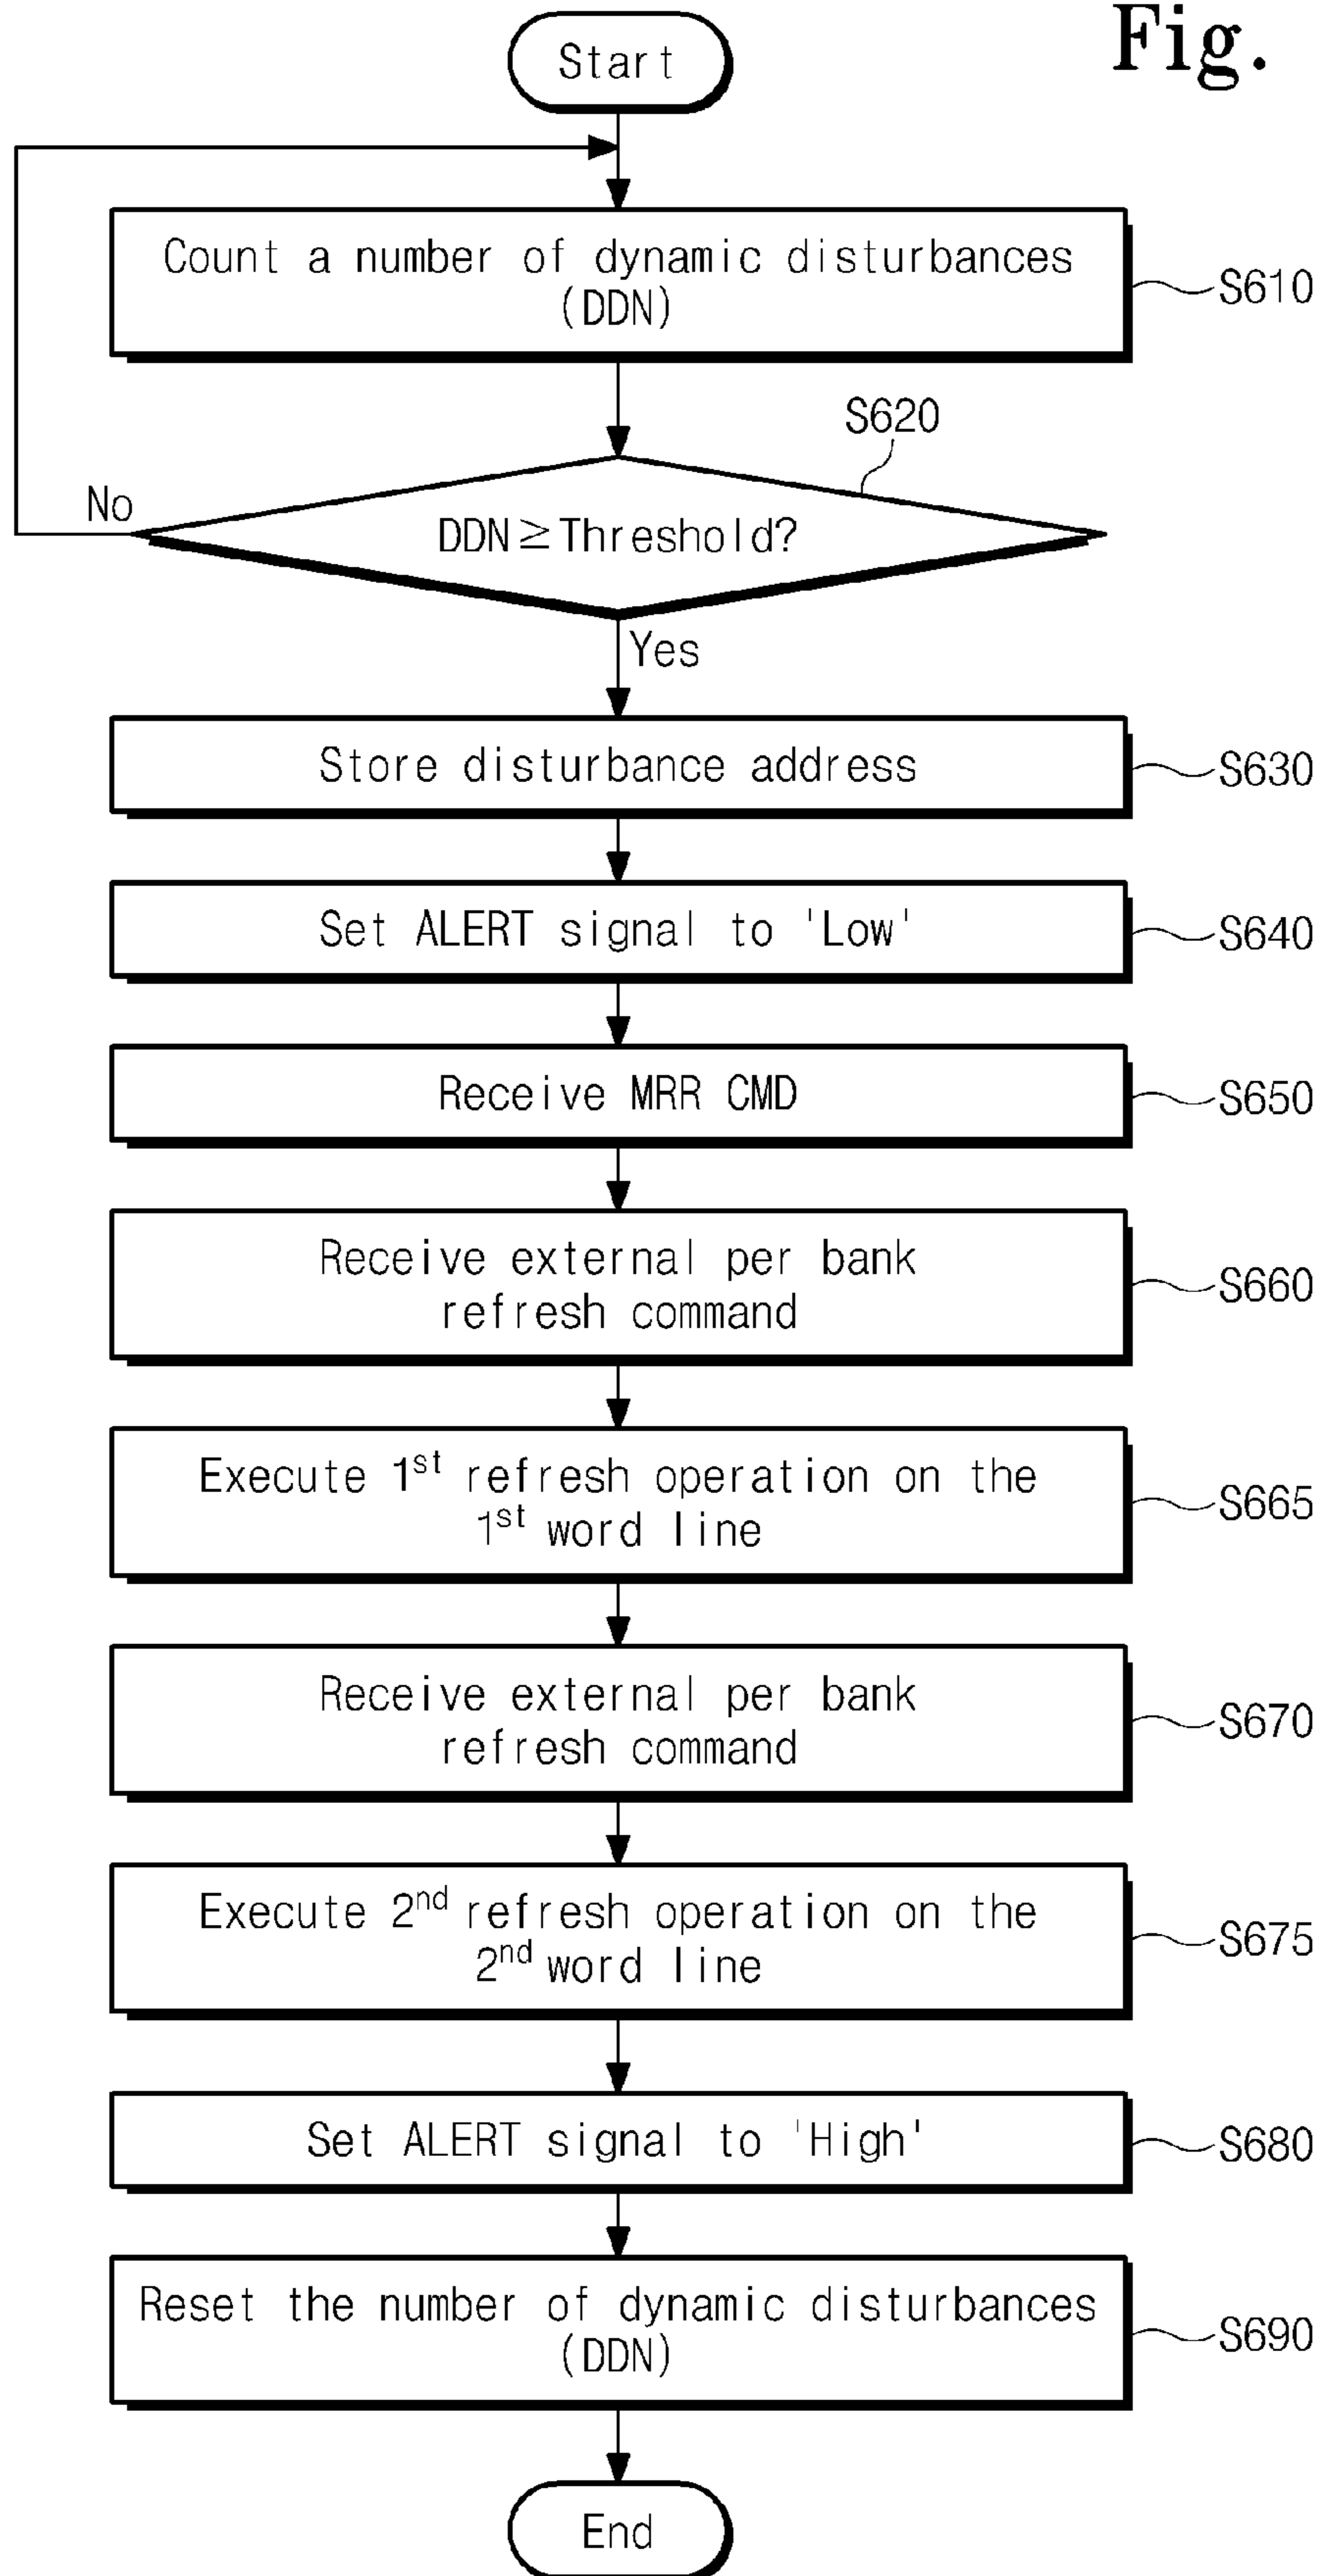 Fig.
Start
Count a number of dynamic disturbances
(DDN)
S610
S620
No
DDN≥Threshold?
Yes
Store disturbance address
S630
Set ALERT signal to 'Low'
S640
Receive MRR CMD
S650
Receive external per bank
refresh command
S660
Execute 1st refresh operation on the
1st word line
S665
Receive external per bank
refresh command
S670
Execute 2nd refresh operation on the
2nd word line
S675
Set ALERT signal to 'High'
S680
Reset the number of dynamic disturbances
(DDN)
S690
End